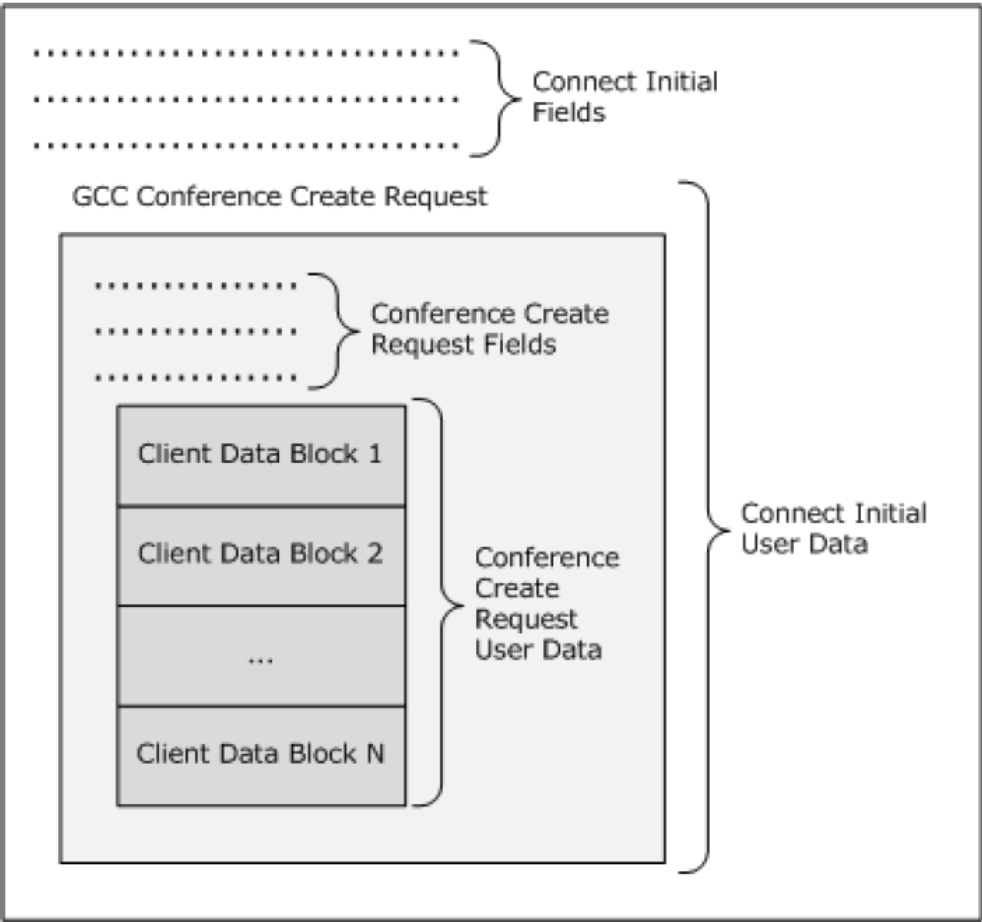 Connect Initial
Fields
GCC Conference Create Request
Conference Create
Request Fields
Client Data Block 1
Client Data Block 2
...
Client Data Block N
Conference
Create
Request
User Data
Connect Initial
User Data